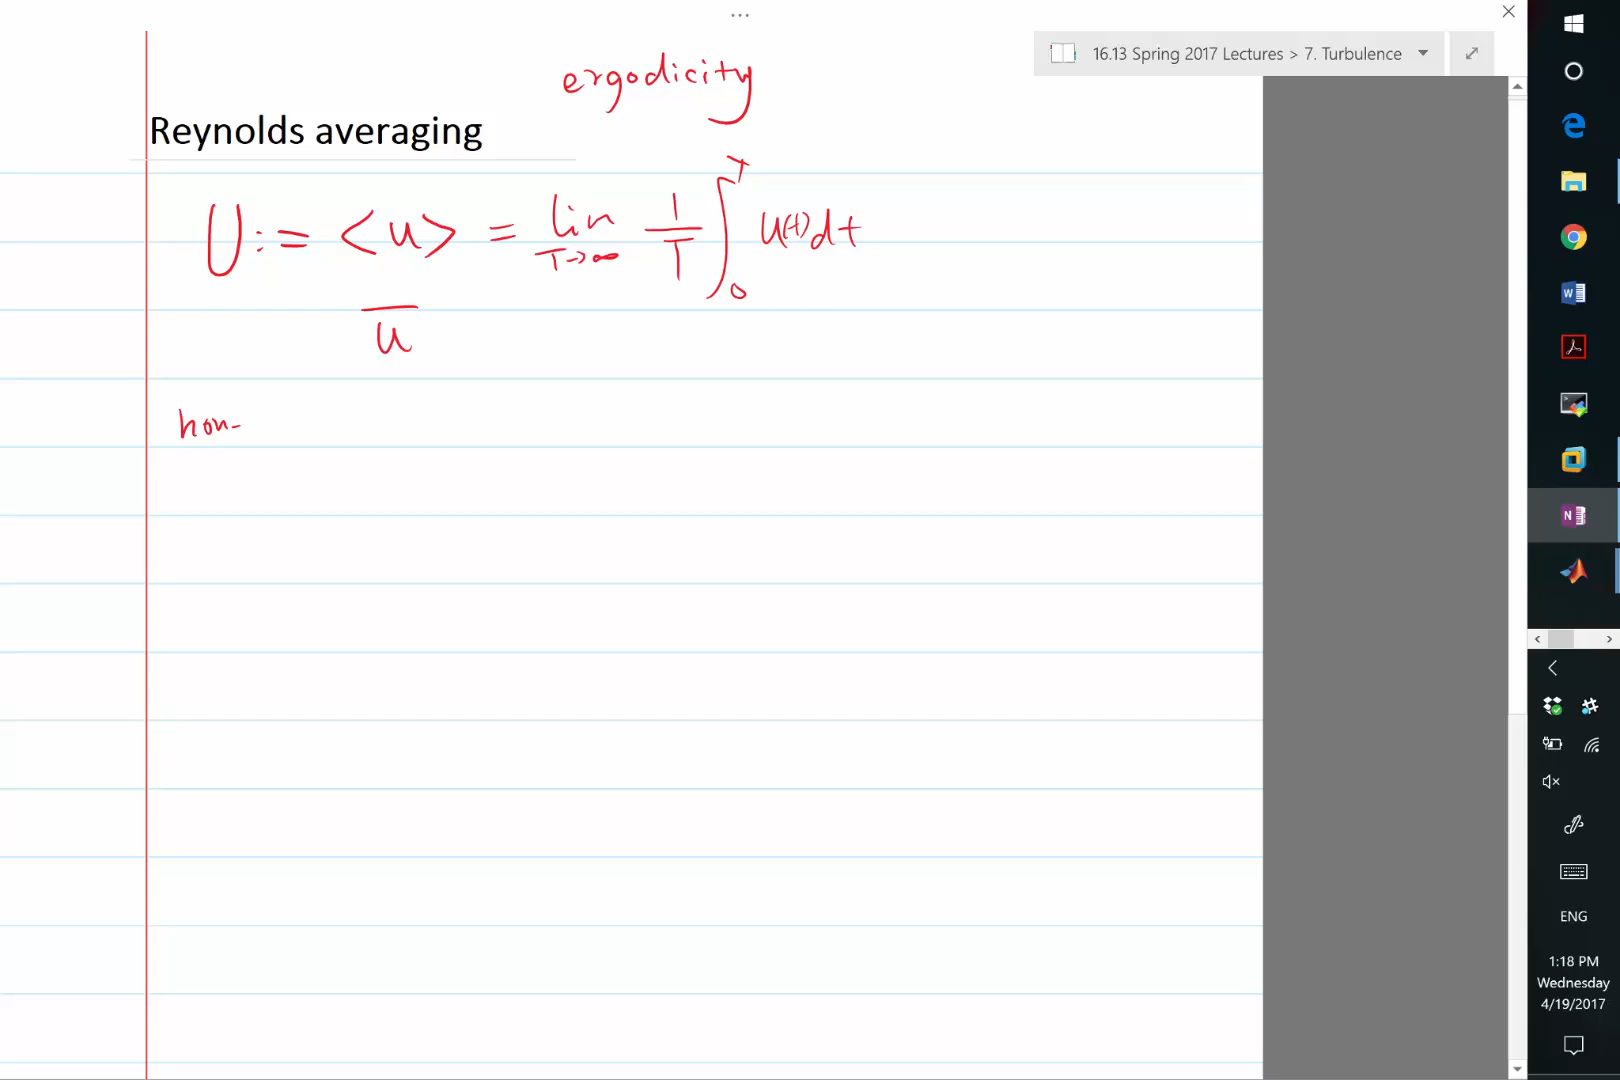 16.13 Spring 2017 Lectures > 7. Turbulence
ergodicity
Reynolds averaging
U := <u> = lim T→∞ 1/T ∫₀ᵀ u(t)dt
u̅
hom
ENG
1:18 PM
Wednesday
4/19/2017